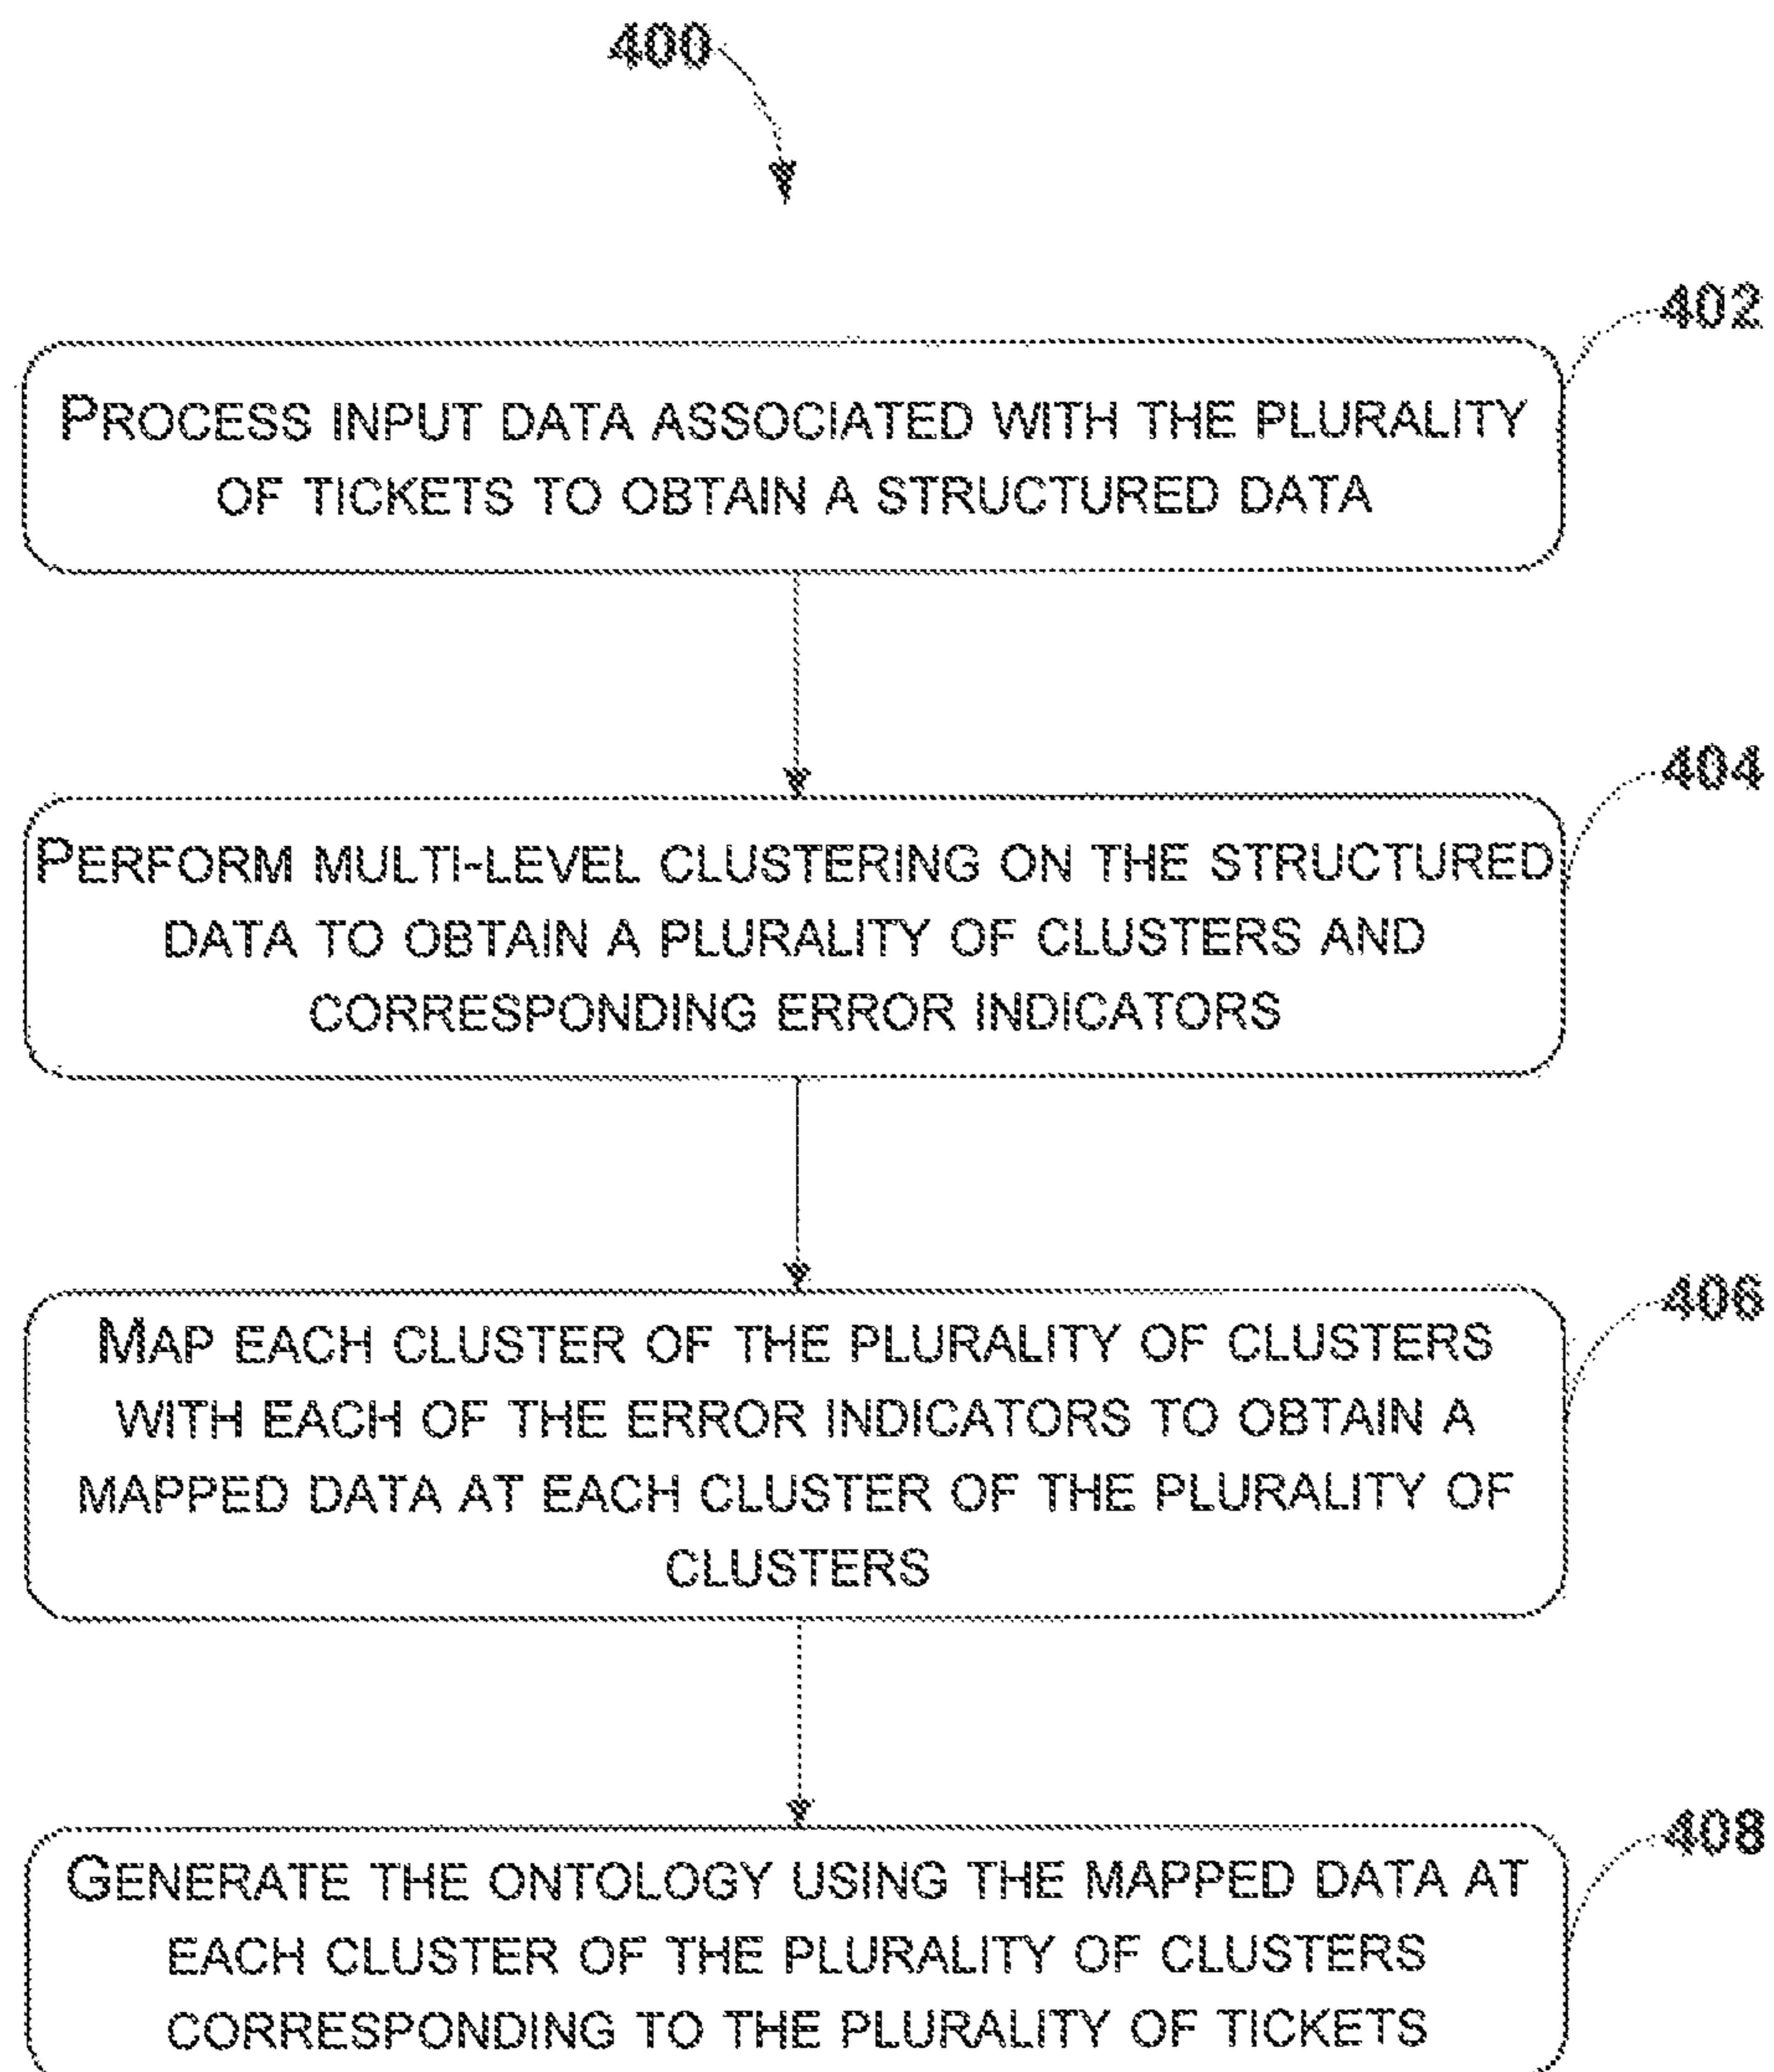 400
402
PROCESS INPUT DATA ASSOCIATED WITH THE PLURALITY
OF TICKETS TO OBTAIN A STRUCTURED DATA
404
PERFORM MULTI-LEVEL CLUSTERING ON THE STRUCTURED
DATA TO OBTAIN A PLURALITY OF CLUSTERS AND
CORRESPONDING ERROR INDICATORS
406
MAP EACH CLUSTER OF THE PLURALITY OF CLUSTERS
WITH EACH OF THE ERROR INDICATORS TO OBTAIN A
MAPPED DATA AT EACH CLUSTER OF THE PLURALITY OF
CLUSTERS
408
GENERATE THE ONTOLOGY USING THE MAPPED DATA AT
EACH CLUSTER OF THE PLURALITY OF CLUSTERS
CORRESPONDING TO THE PLURALITY OF TICKETS